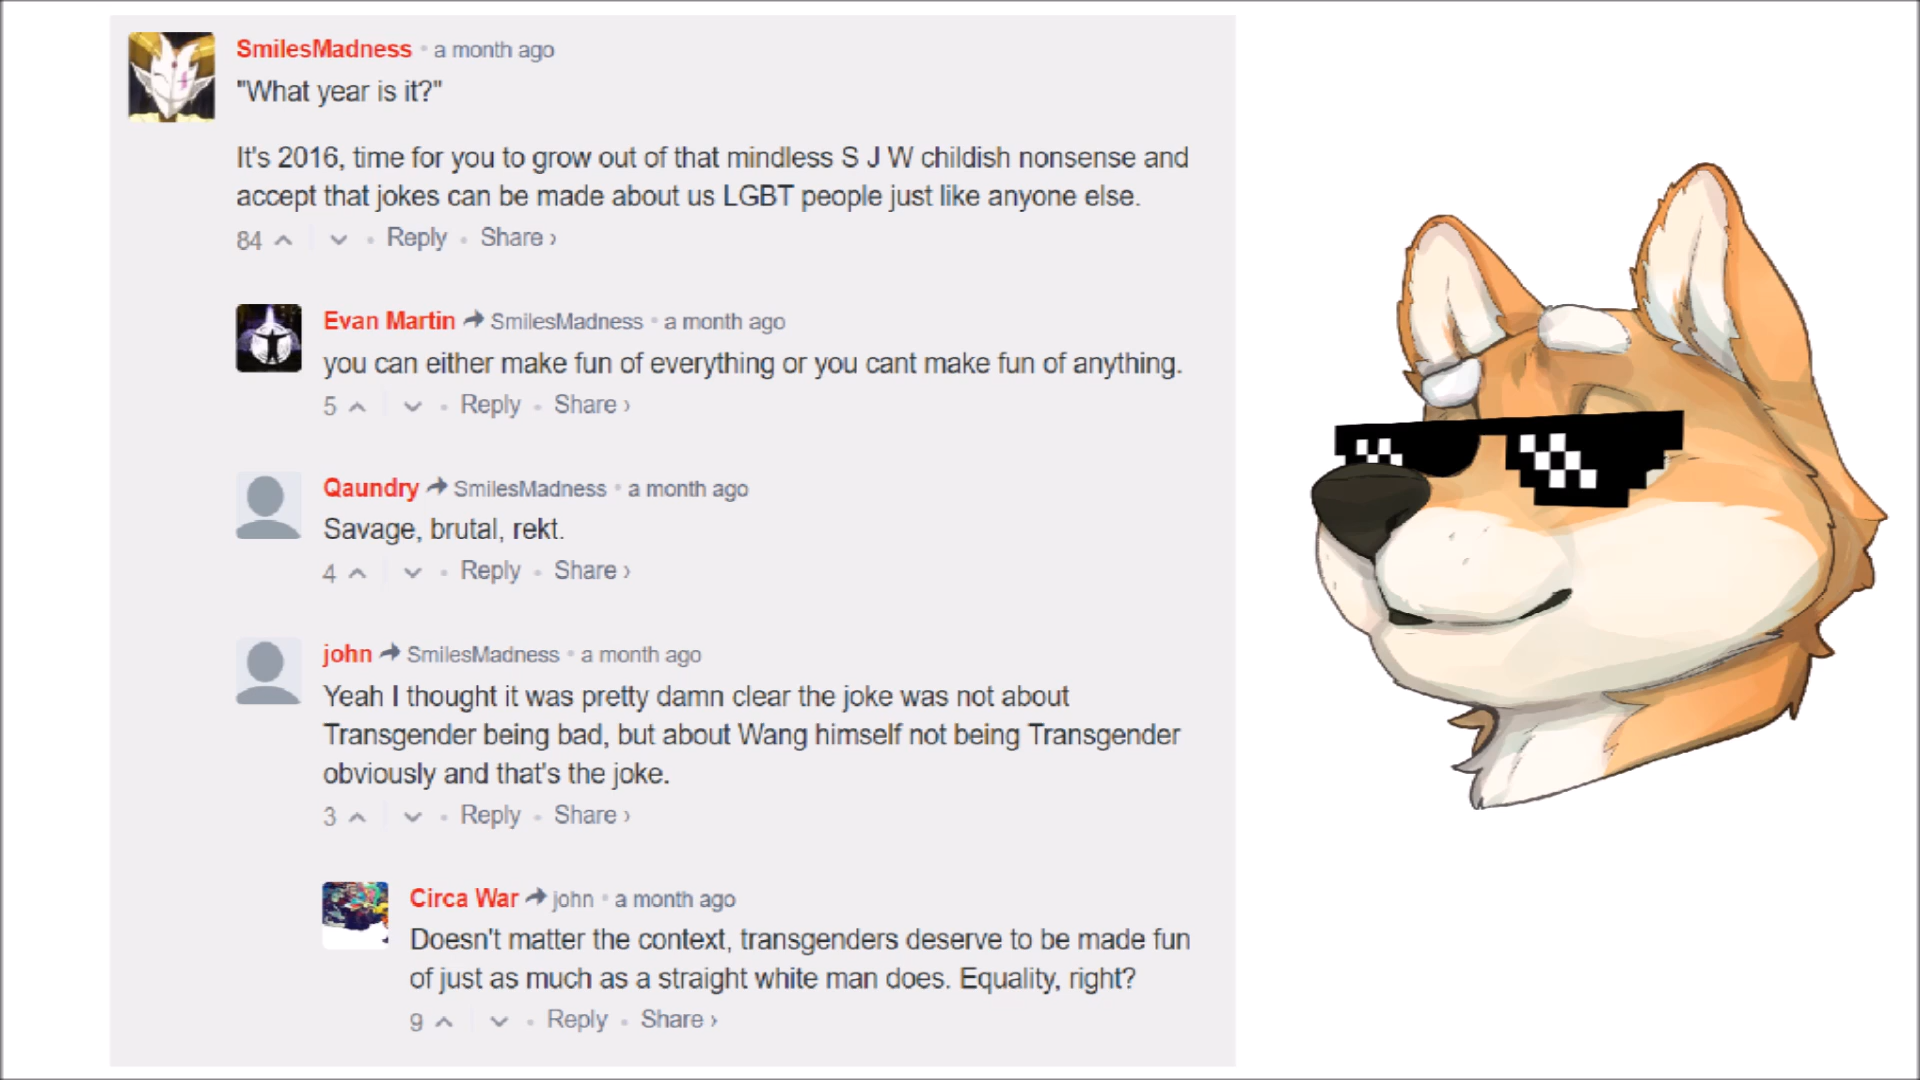 SmilesMadness • a month ago
"What year is it?"
It's 2016, time for you to grow out of that mindless S J W childish nonsense and
accept that jokes can be made about us LGBT people just like anyone else.
84 • Reply • Share ›
Evan Martin SmilesMadness • a month ago
you can either make fun of everything or you cant make fun of anything.
5 • Reply • Share ›
Qaundry SmilesMadness • a month ago
Savage, brutal, rekt.
4 • Reply • Share ›
john SmilesMadness • a month ago
Yeah I thought it was pretty damn clear the joke was not about
Transgender being bad, but about Wang himself not being Transgender
obviously and that's the joke.
3 • Reply • Share ›
Circa War john • a month ago
Doesn't matter the context, transgenders deserve to be made fun
of just as much as a straight white man does. Equality, right?
9 • Reply • Share ›